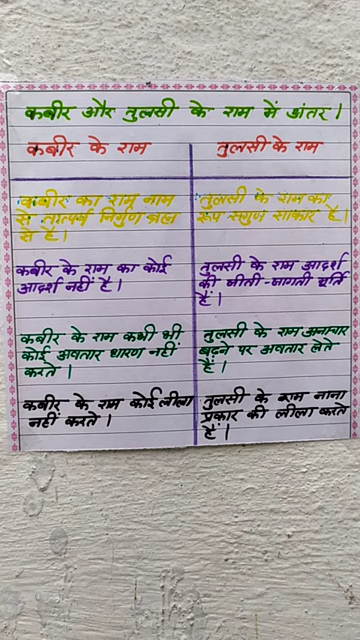 कबीर और तुलसी के राम में अंतर।
कबीर के राम
तुलसी के राम
कबीर का राम नाम
से तात्पर्य निर्गुण ब्रह्म
से है।
तुलसी के राम का
रूप सगुण साकार है।
कबीर के राम का कोई
आदर्श नहीं है।
तुलसी के राम आदर्श
की जीती-जागती मूर्ति
हैं।
कबीर के राम कभी भी
कोई अवतार धारण नहीं
करते।
तुलसी के राम अनाचार
बढ़ने पर अवतार लेते
हैं।
कबीर के राम कोई लीला
नहीं करते।
तुलसी के राम नाना
प्रकार की लीला करते
हैं।